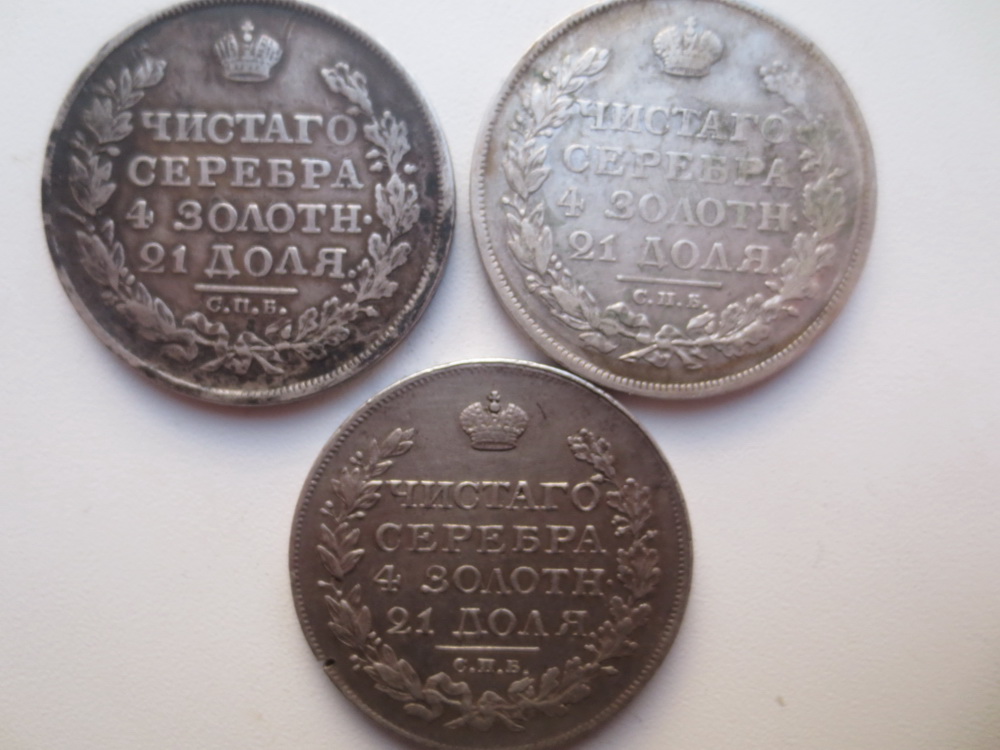 ЧИСТАГО
СЕРЕБРА
4 ЗОЛОТН.
21 ДОЛЯ.
С.П.Б.
ЧИСТАГО
СЕРЕБРА
4 ЗОЛОТН.
21 ДОЛЯ.
С.П.Б.
ЧИСТАГО
СЕРЕБРА
4 ЗОЛОТН.
21 ДОЛЯ.
С.П.Б.